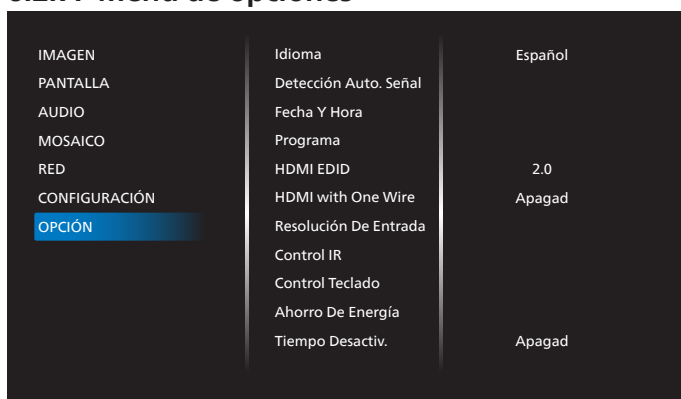 IMAGEN
PANTALLA
AUDIO
MOSAICO
RED
CONFIGURACIÓN
OPCIÓN
Idioma Español
Detección Auto. Señal
Fecha Y Hora
Programa
HDMI EDID 2.0
HDMI with One Wire Apagad
Resolución De Entrada
Control IR
Control Teclado
Ahorro De Energía
Tiempo Desactiv. Apagad